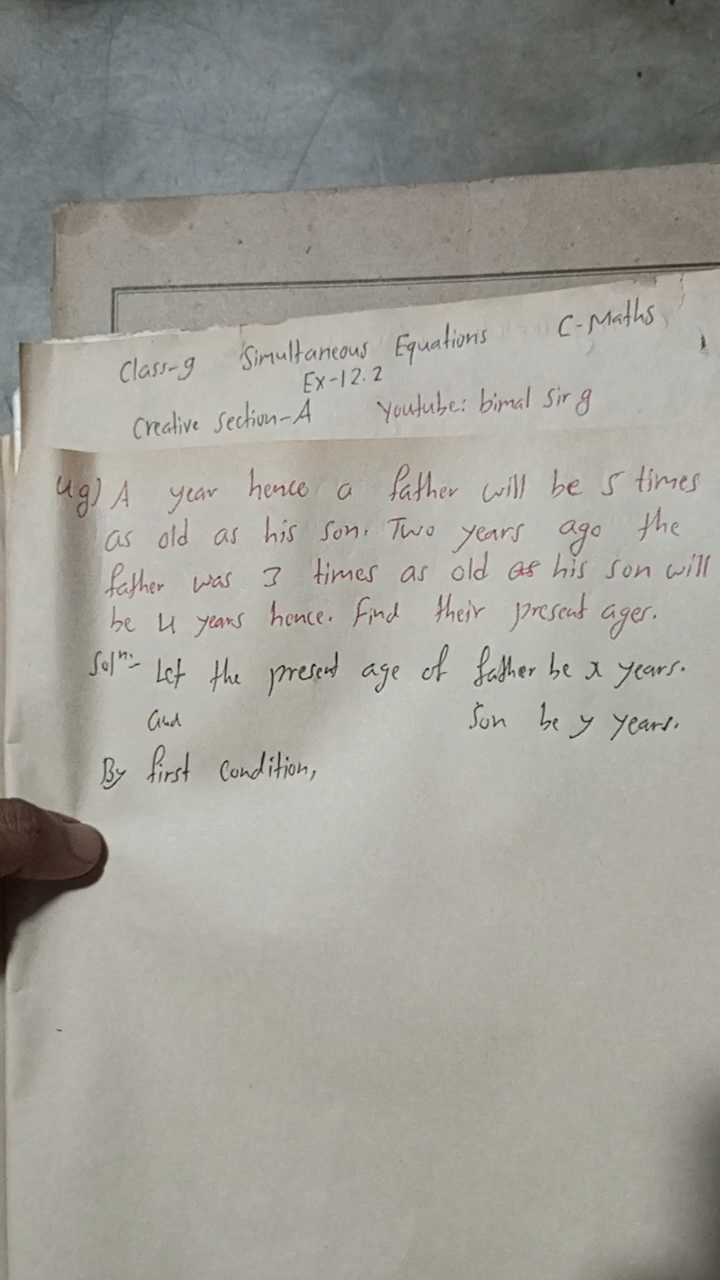 Class-9 Simultaneous Equations C-Maths
Ex-12.2
Creative Section-A Youtube: bimal Sir g
4g) A year hence a father will be 5 times
as old as his son. Two years ago the
father was 3 times as old as his son will
be 4 years hence. Find their present ages.
Solⁿ:- Let the present age of father be x years.
and Son be y years.
By first condition,